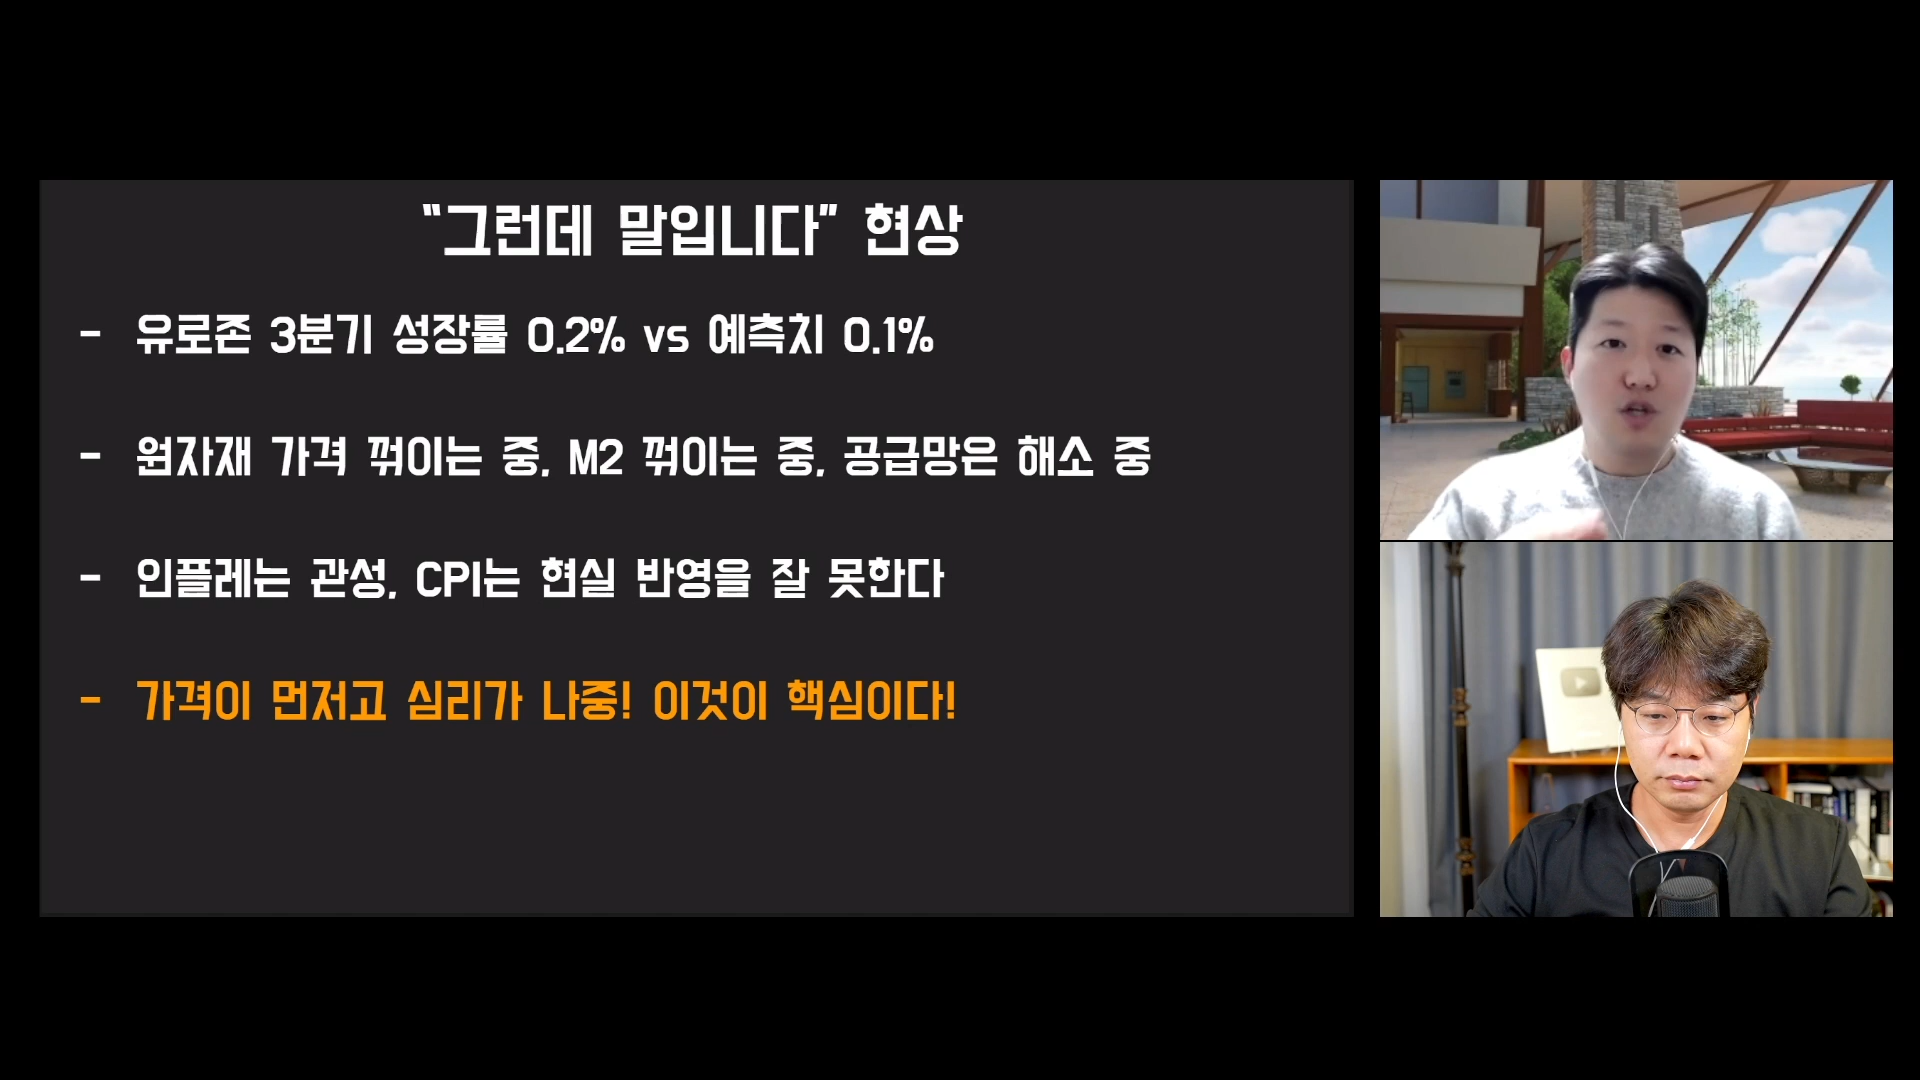 "그런데 말입니다" 현상
- 유로존 3분기 성장률 0.2% vs 예측치 0.1%
- 원자재 가격 꺾이는 중, M2 꺾이는 중, 공급망은 해소 중
- 인플레는 관성, CPI는 현실 반영을 잘 못한다
- 가격이 먼저고 심리가 나중! 이것이 핵심이다!